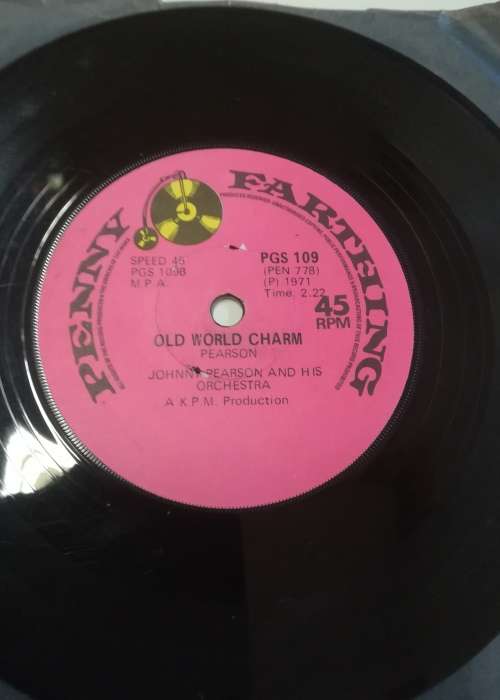 PENNY FARTHING
SPEED 45
PGS 109B
M.P.A.
PGS 109
(PEN 778)
(P) 1971
Time. 2.22
45
RPM
OLD WORLD CHARM
PEARSON
JOHNNY PEARSON AND HIS
ORCHESTRA
A K.P.M. Production